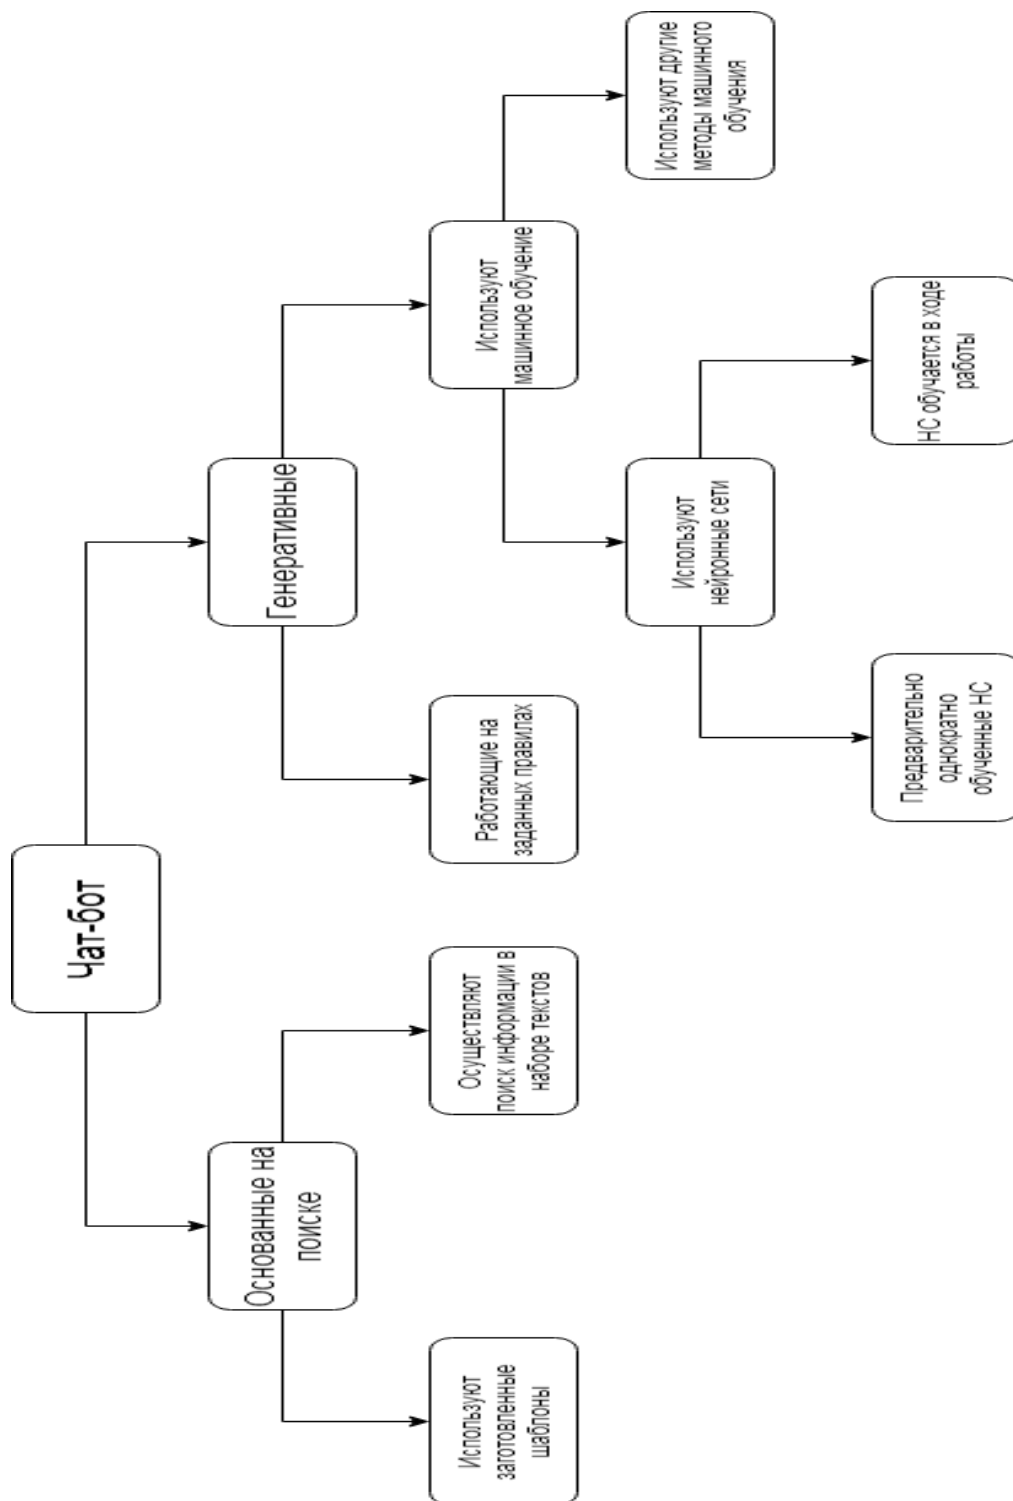 Чат-бот
Основанные на
поиске
Генеративные
Используют
заготовленные
шаблоны
Осуществляют
поиск информации в
наборе текстов
Работающие на
заданных правилах
Используют
машинное обучение
Используют
нейронные сети
Используют другие
методы машинного
обучения
Предварительно
однократно
обученные НС
НС обучается в ходе
работы